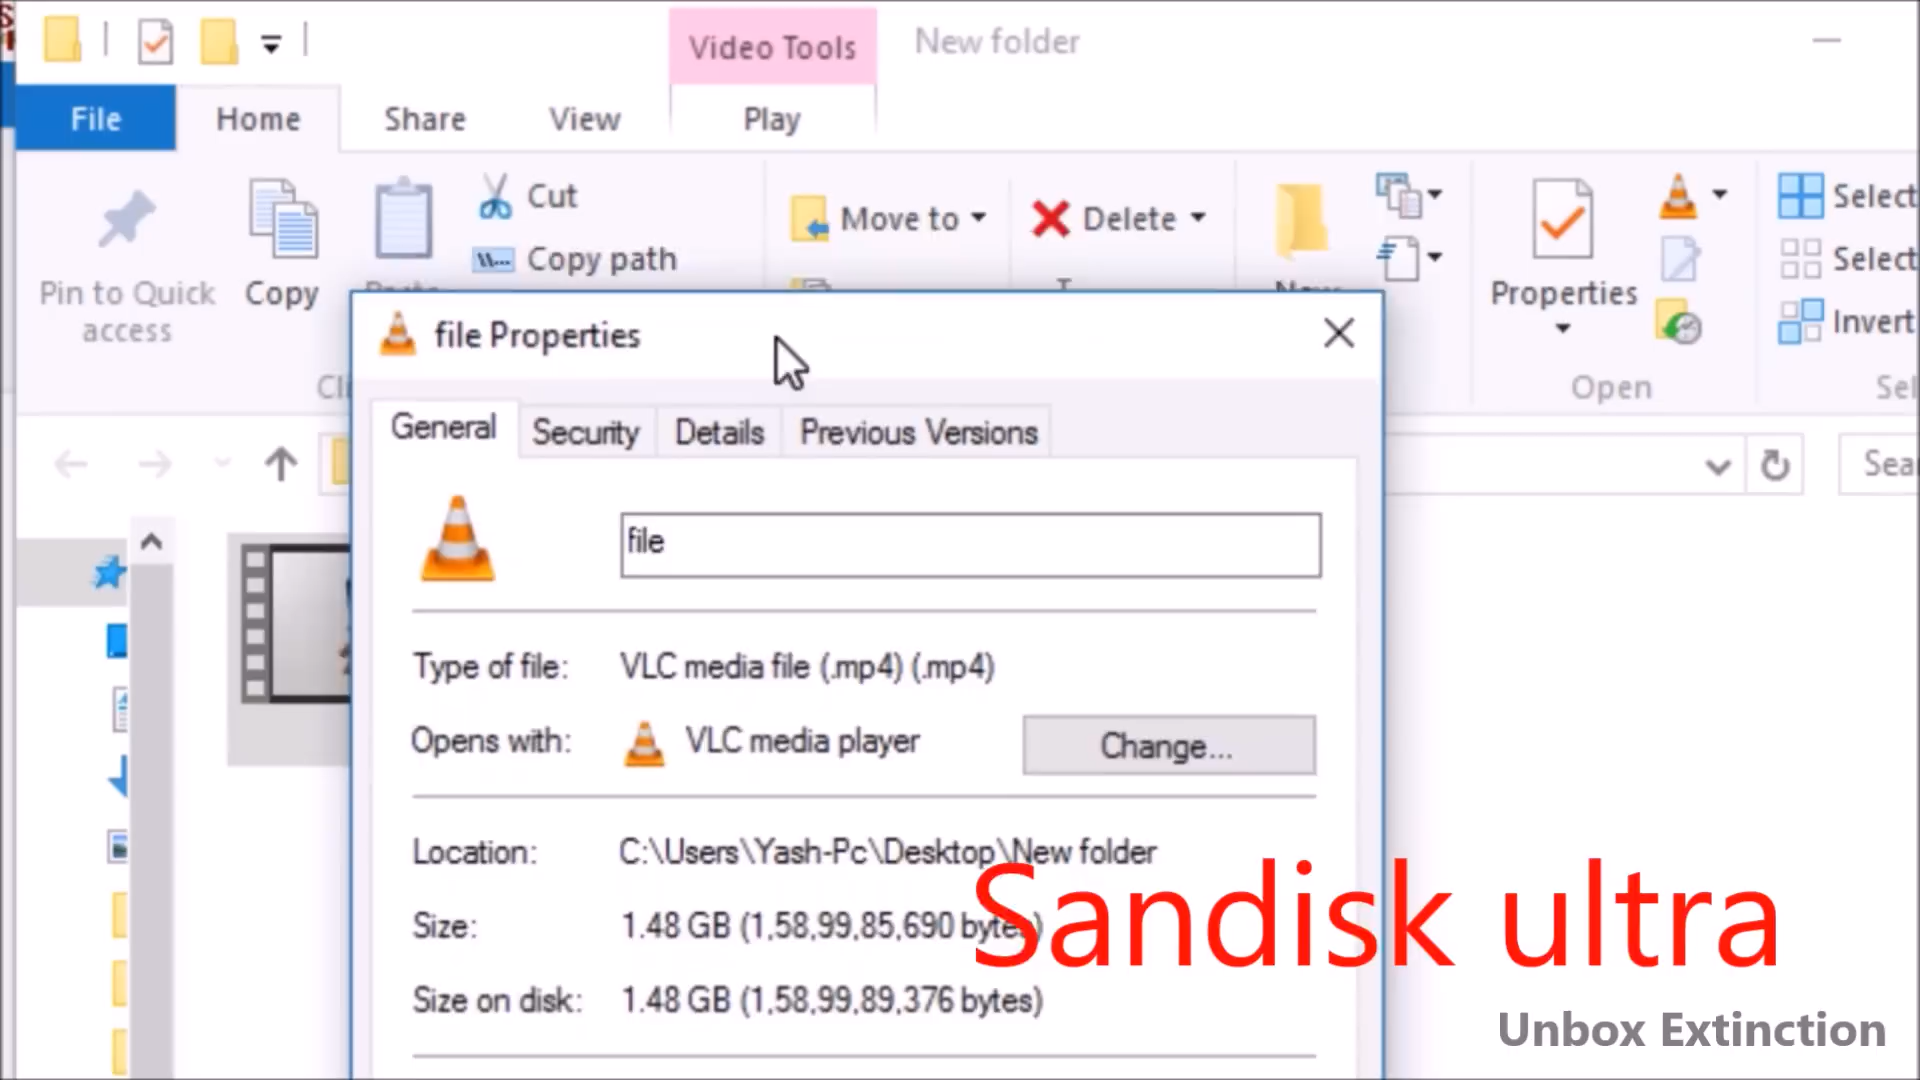 Video Tools
New folder
File
Home
Share
View
Play
Pin to Quick
access
Copy
Cut
Copy path
Move to
Delete
Properties
Select
Select
Invert
Open
file Properties
General
Security
Details
Previous Versions
file
Type of file: VLC media file (.mp4) (.mp4)
Opens with: VLC media player
Change...
Location: C:\Users\Yash-Pc\Desktop\New folder
Size: 1.48 GB (1,58,99,85,690 bytes)
Size on disk: 1.48 GB (1,58,99,89,376 bytes)
Sandisk ultra
Unbox Extinction